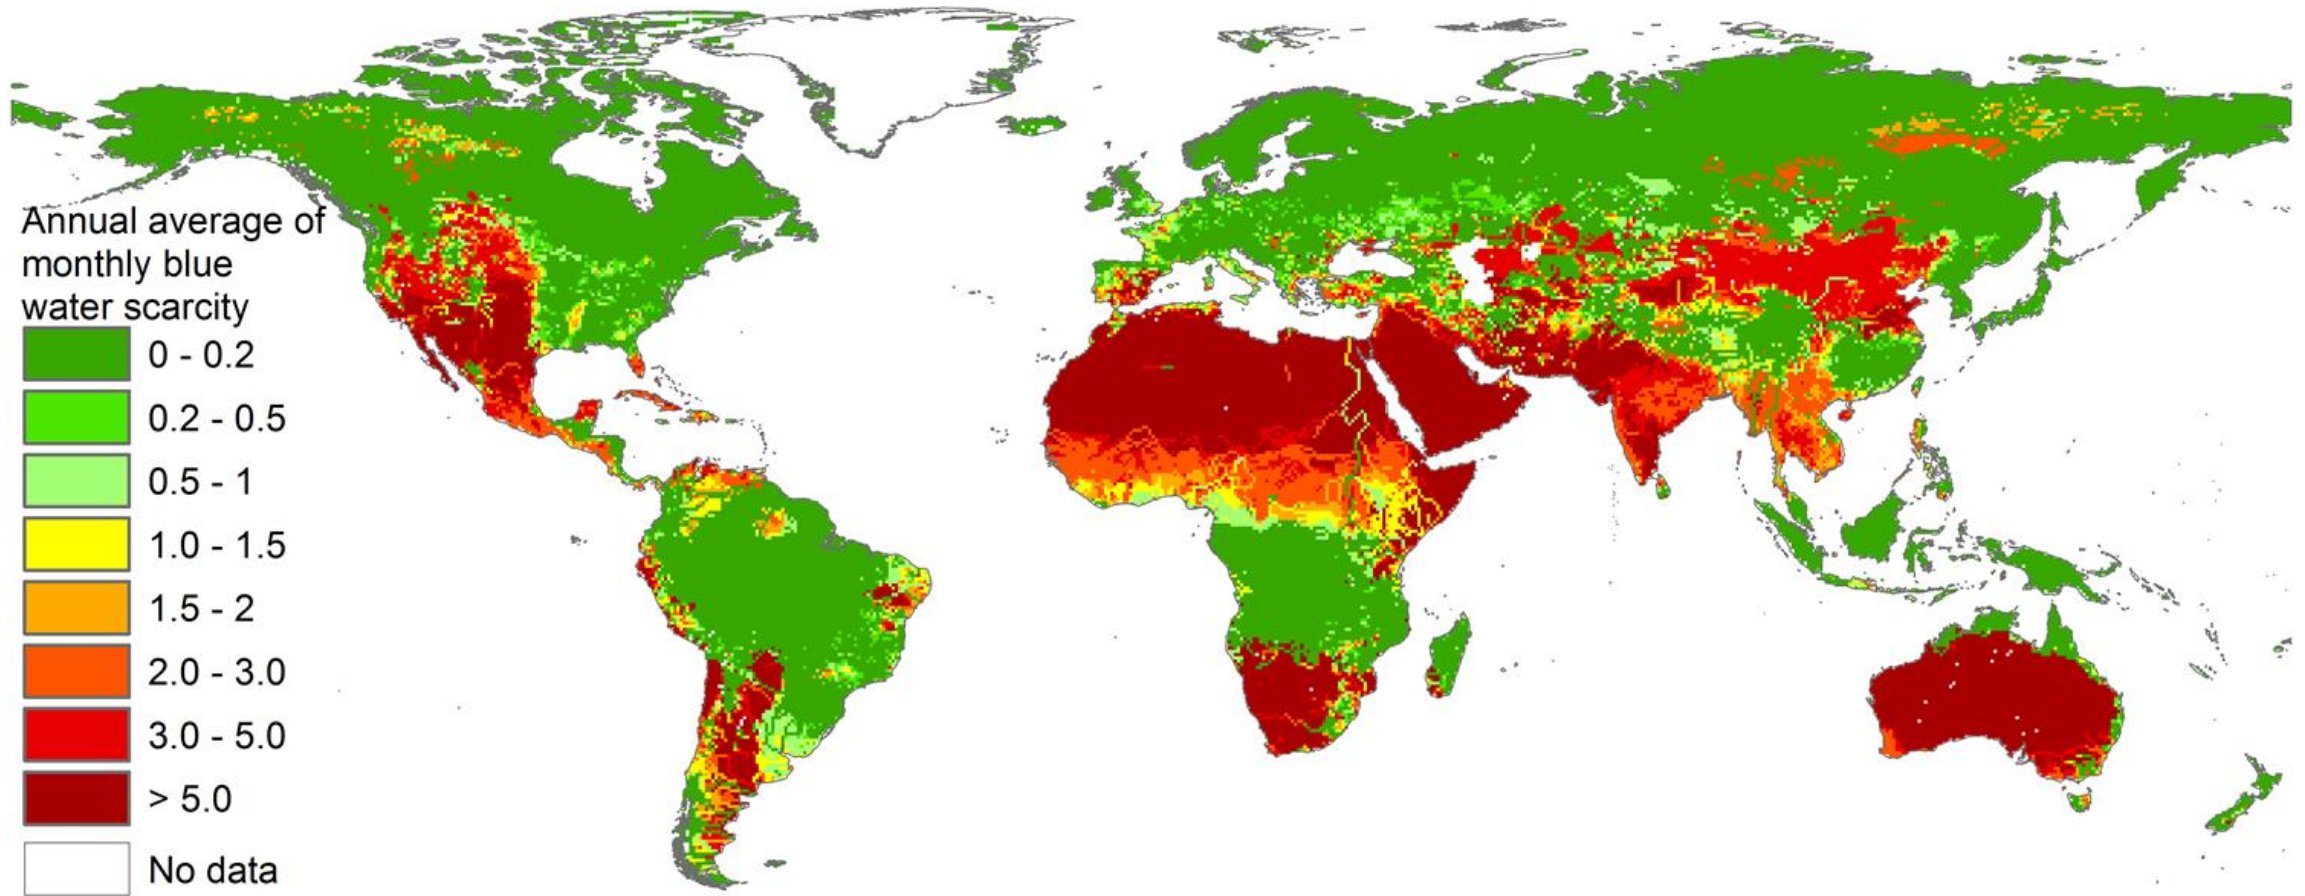 Annual average of
monthly blue
water scarcity
0 - 0.2
0.2 - 0.5
0.5 - 1
1.0 - 1.5
1.5 - 2
2.0 - 3.0
3.0 - 5.0
> 5.0
No data